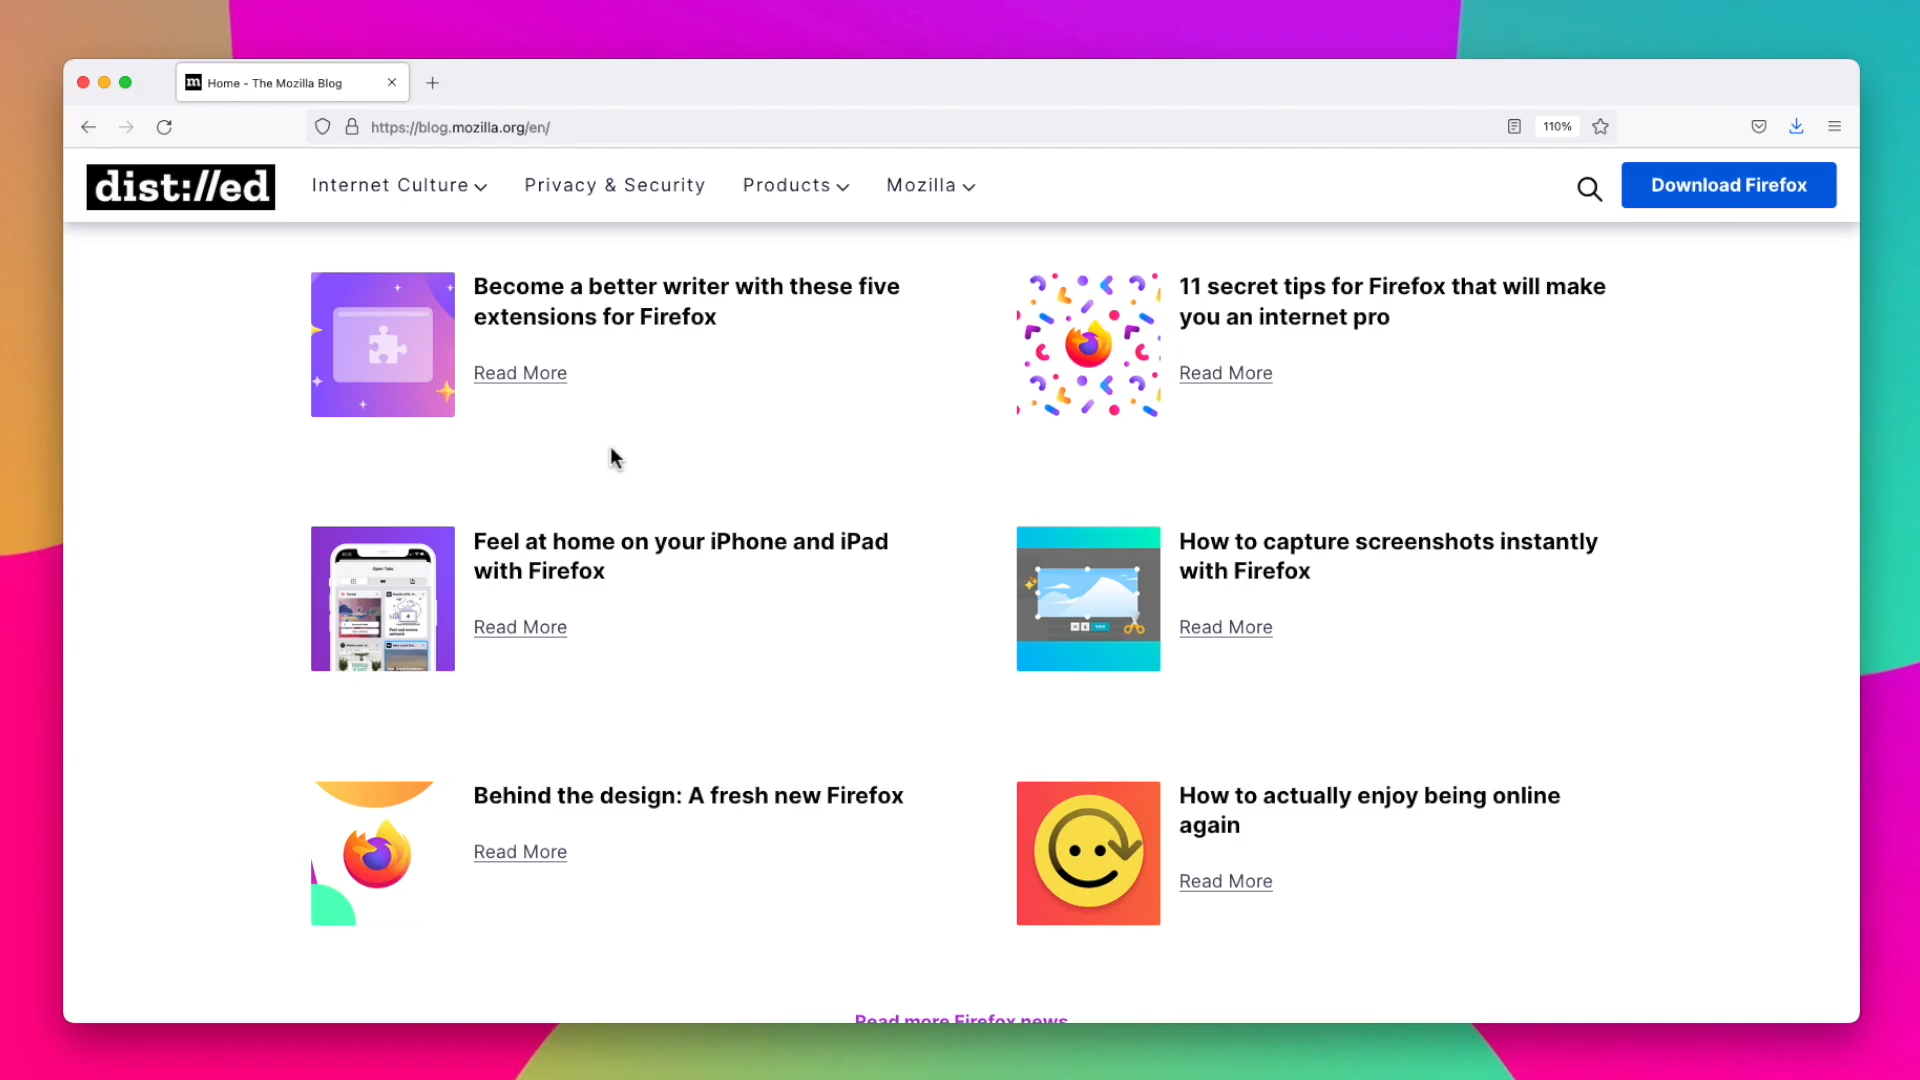 Home - The Mozilla Blog
https://blog.mozilla.org/en/
110%
dist://ed
Internet Culture
Privacy & Security
Products
Mozilla
Download Firefox
Become a better writer with these five
extensions for Firefox
Read More
11 secret tips for Firefox that will make
you an internet pro
Read More
Feel at home on your iPhone and iPad
with Firefox
Read More
How to capture screenshots instantly
with Firefox
Read More
Behind the design: A fresh new Firefox
Read More
How to actually enjoy being online
again
Read More
Read more Firefox news